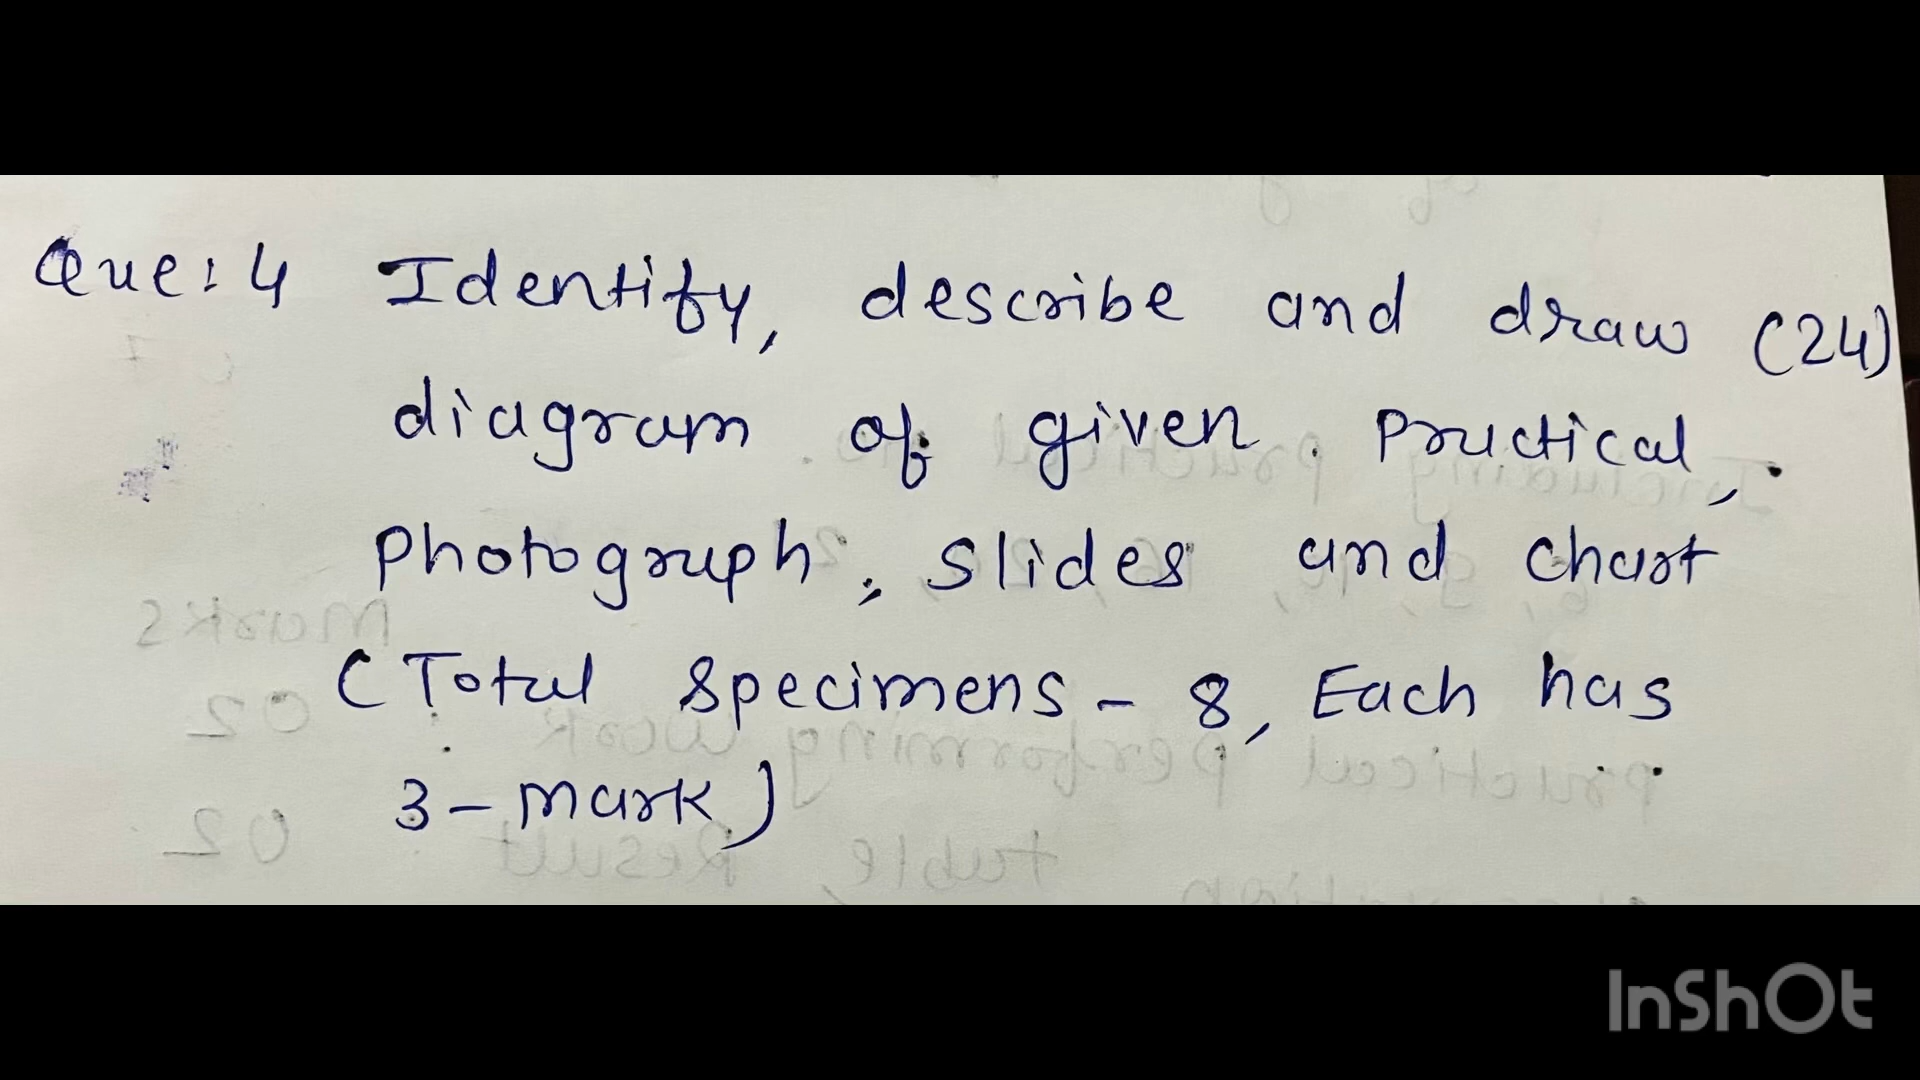 Que: 4 Identify, describe and draw (24)
diagram of given practical,
photograph, slides and chart
(Total specimens - 8, Each has
3 - mark)
InShOt